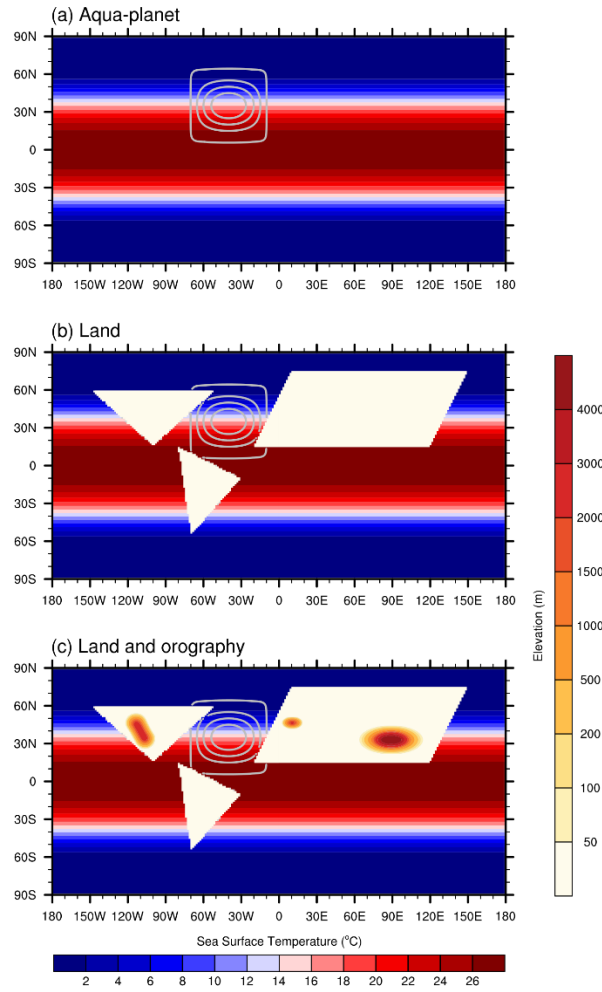 (a) Aqua-planet
90N
60N
30N
0
30S
60S
90S
180 150W 120W 90W 60W 30W 0 30E 60E 90E 120E 150E 180
(b) Land
90N
60N
30N
0
30S
60S
90S
180 150W 120W 90W 60W 30W 0 30E 60E 90E 120E 150E 180
(c) Land and orography
90N
60N
30N
0
30S
60S
90S
180 150W 120W 90W 60W 30W 0 30E 60E 90E 120E 150E 180
Sea Surface Temperature (°C)
2 4 6 8 10 12 14 16 18 20 22 24 26
4000
3000
2000
1500
1000
500
200
100
50
Elevation (m)